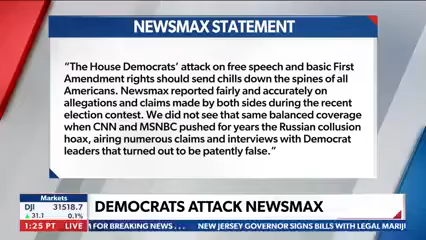 NEWSMAX STATEMENT
“The House Democrats’ attack on free speech and basic First
Amendment rights should send chills down the spines of all
Americans. Newsmax reported fairly and accurately on
allegations and claims made by both sides during the recent
election contest. We did not see that same balanced coverage
when CNN and MSNBC pushed for years the Russian collusion
hoax, airing numerous claims and interviews with Democrat
leaders that turned out to be patently false.”
Markets
DJI 31518.7
▲ 31.1 0.1%
DEMOCRATS ATTACK NEWSMAX
1:25 PT LIVE
M FOR BREAKING NEWS . . NEW JERSEY GOVERNOR SIGNS BILLS WITH LEGAL MARIJ